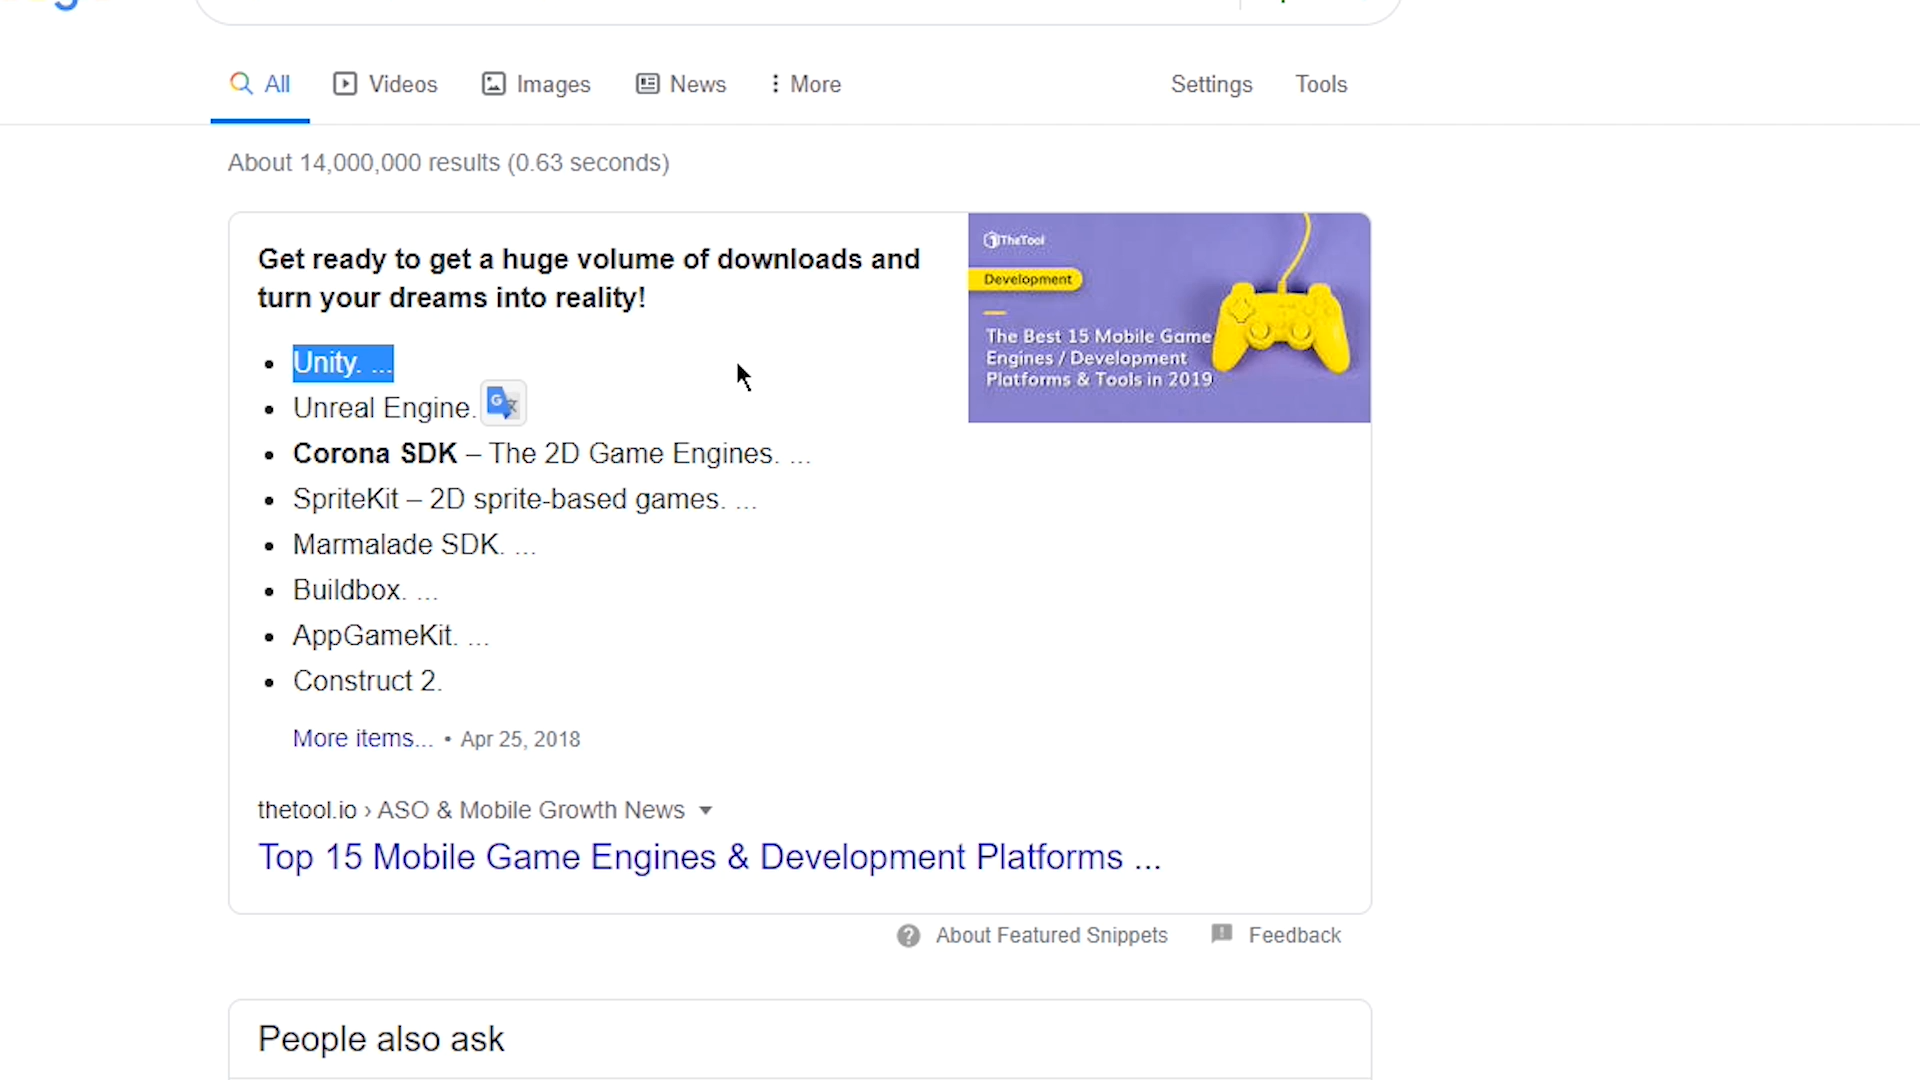 All Videos Images News More Settings Tools
About 14,000,000 results (0.63 seconds)
Get ready to get a huge volume of downloads and
turn your dreams into reality!
• Unity. ...
• Unreal Engine.
• Corona SDK – The 2D Game Engines. ...
• SpriteKit – 2D sprite-based games. ...
• Marmalade SDK. ...
• Buildbox. ...
• AppGameKit. ...
• Construct 2.
More items... • Apr 25, 2018
TheTool
Development
The Best 15 Mobile Game
Engines / Development
Platforms & Tools in 2019
thetool.io › ASO & Mobile Growth News
Top 15 Mobile Game Engines & Development Platforms ...
About Featured Snippets Feedback
People also ask